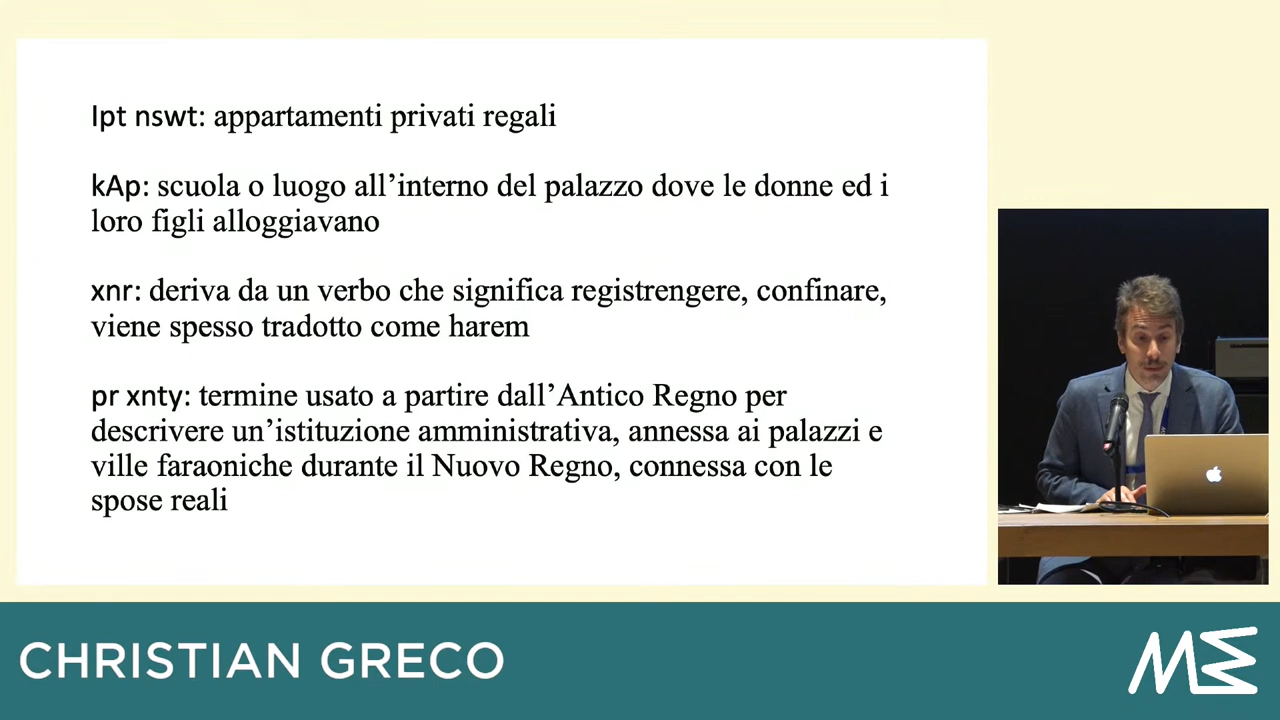 Ipt nswt: appartamenti privati regali
kAp: scuola o luogo all’interno del palazzo dove le donne ed i
loro figli alloggiavano
xnr: deriva da un verbo che significa registrengere, confinare,
viene spesso tradotto come harem
pr xnty: termine usato a partire dall’Antico Regno per
descrivere un’istituzione amministrativa, annessa ai palazzi e
ville faraoniche durante il Nuovo Regno, connessa con le
spose reali
CHRISTIAN GRECO
ME